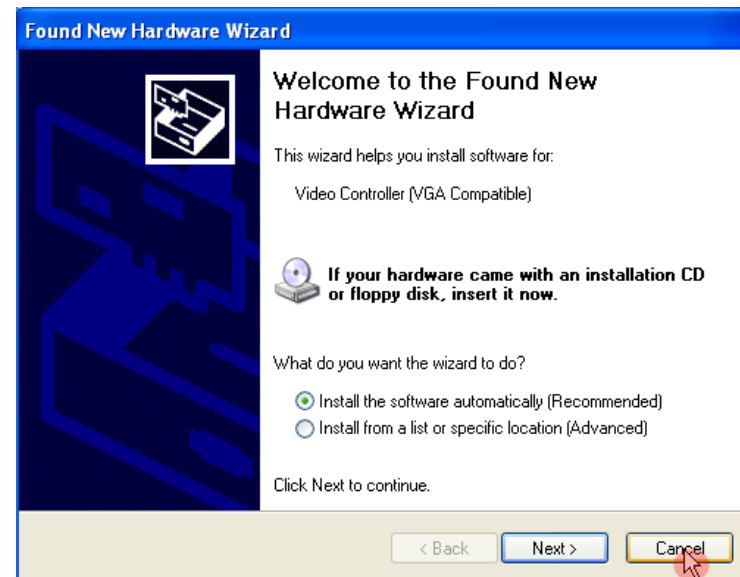 Found New Hardware Wizard
Welcome to the Found New
Hardware Wizard
This wizard helps you install software for:
Video Controller (VGA Compatible)
If your hardware came with an installation CD
or floppy disk, insert it now.
What do you want the wizard to do?
Install the software automatically (Recommended)
Install from a list or specific location (Advanced)
Click Next to continue.
< Back Next > Cancel